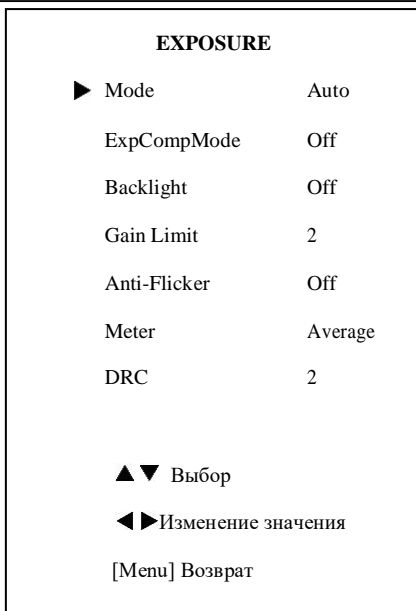 EXPOSURE
▶ Mode Auto
ExpCompMode Off
Backlight Off
Gain Limit 2
Anti-Flicker Off
Meter Average
DRC 2
▲▼ Выбор
◀▶Изменение значения
[Menu] Возврат